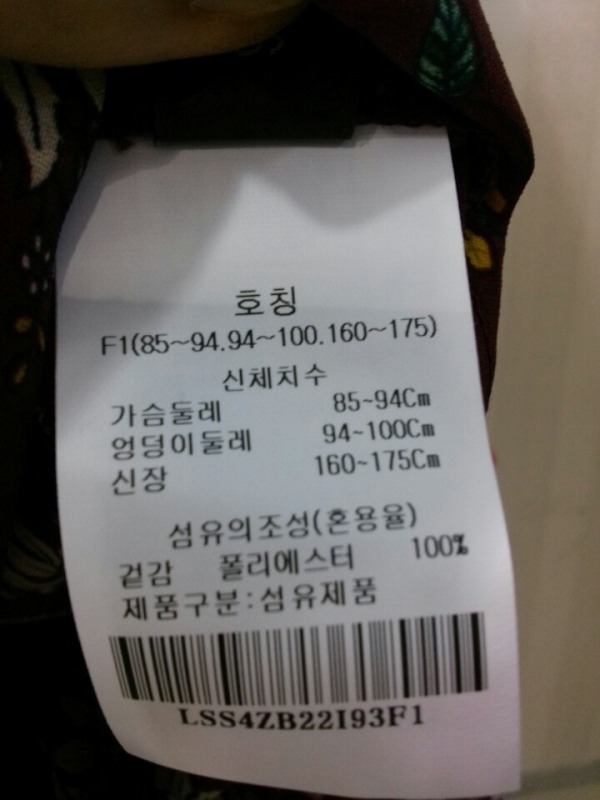 호칭
F1(85~94.94~100.160~175)
신체치수
가슴둘레 85~94Cm
엉덩이둘레 94~100Cm
신장 160~175Cm
섬유의조성(혼용율)
겉감 폴리에스터 100%
제품구분:섬유제품
LSS4ZB22I93F1